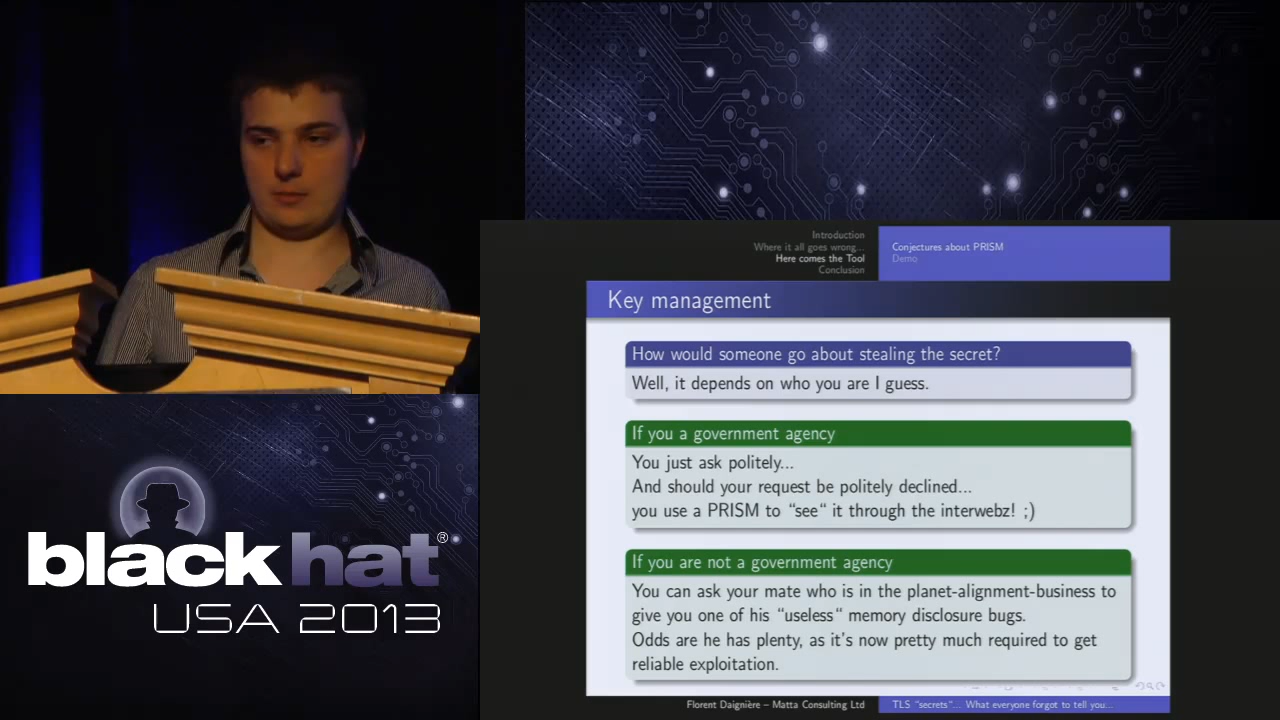 Introduction
Where it all goes wrong...
Here comes the Tool
Conclusion
Conjectures about PRISM
Demo
Key management
How would someone go about stealing the secret?
Well, it depends on who you are I guess.
If you a government agency
You just ask politely...
And should your request be politely declined...
you use a PRISM to “see“ it through the interwebz! ;)
If you are not a government agency
You can ask your mate who is in the planet-alignment-business to
give you one of his “useless“ memory disclosure bugs.
Odds are he has plenty, as it's now pretty much required to get
reliable exploitation.
Florent Daignière – Matta Consulting Ltd
TLS “secrets“... What everyone forgot to tell you...
blackhat®
USA 2013